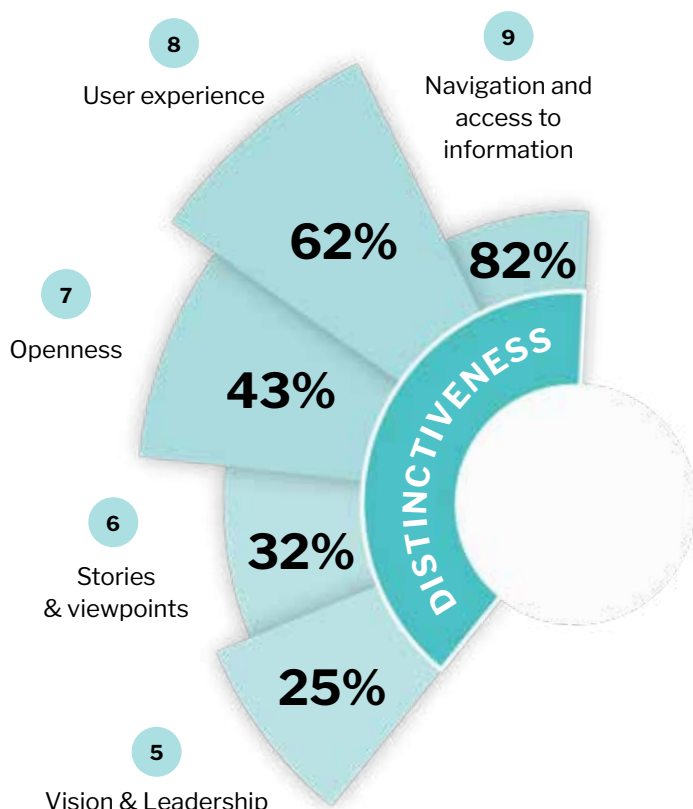 8
User experience
9
Navigation and
access to
information
62%
82%
7
Openness
43%
DISTINCTIVENESS
6
Stories
& viewpoints
32%
25%
5
Vision & Leadership